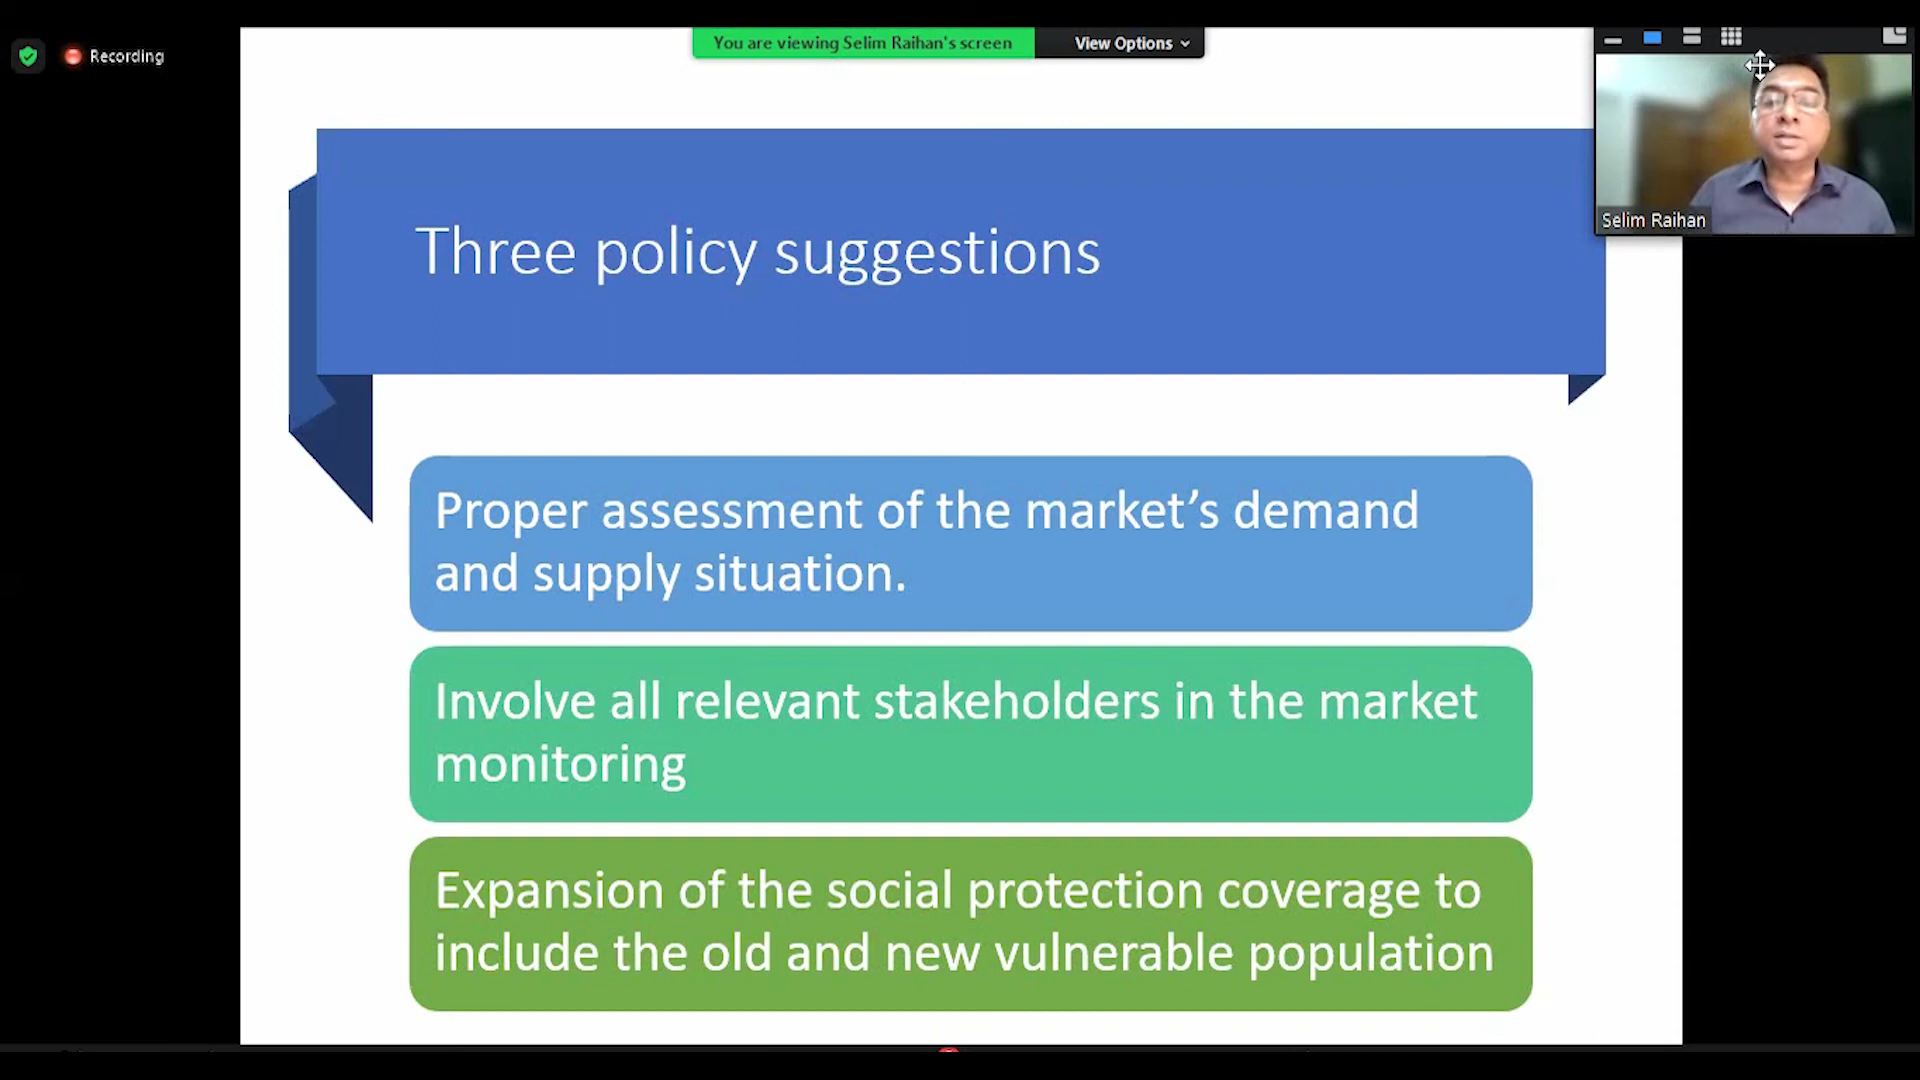 Recording
You are viewing Selim Raihan's screen
View Options
Selim Raihan
Three policy suggestions
Proper assessment of the market’s demand
and supply situation.
Involve all relevant stakeholders in the market
monitoring
Expansion of the social protection coverage to
include the old and new vulnerable population